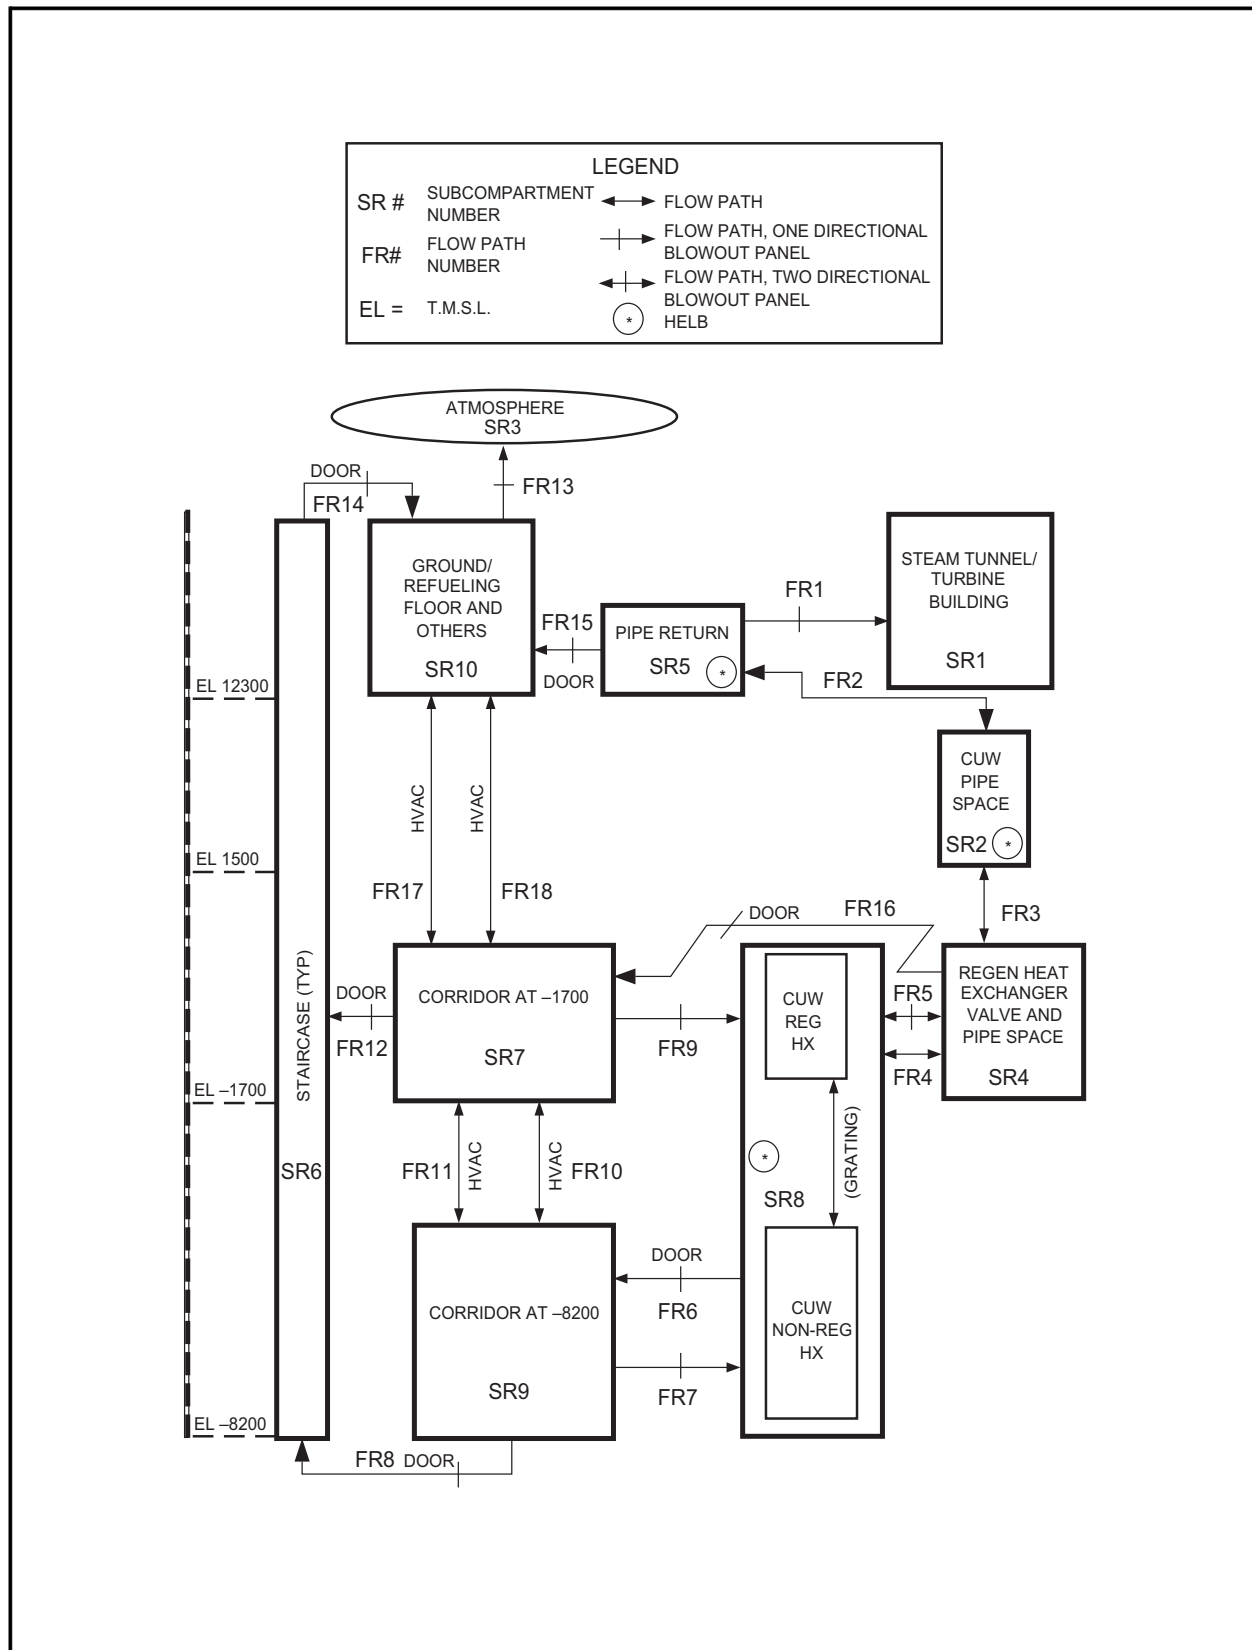 LEGEND
SR #
SUBCOMPARTMENT
NUMBER
FLOW PATH
FR#
FLOW PATH
NUMBER
FLOW PATH, ONE DIRECTIONAL
BLOWOUT PANEL
EL =
T.M.S.L.
FLOW PATH, TWO DIRECTIONAL
BLOWOUT PANEL
*
HELB
ATMOSPHERE
SR3
DOOR
FR14
FR13
GROUND/
REFUELING
FLOOR AND
OTHERS
SR10
FR15
DOOR
PIPE RETURN
SR5
*
FR1
STEAM TUNNEL/
TURBINE
BUILDING
SR1
FR2
EL 12300
CUW
PIPE
SPACE
SR2
*
HVAC
HVAC
EL 1500
FR17
FR18
DOOR
FR16
FR3
STAIRCASE (TYP)
DOOR
FR12
CORRIDOR AT –1700
SR7
FR9
CUW
REG
HX
FR5
FR4
REGEN HEAT
EXCHANGER
VALVE AND
PIPE SPACE
SR4
EL –1700
SR6
FR11
HVAC
HVAC
FR10
*
SR8
(GRATING)
DOOR
FR6
CORRIDOR AT –8200
SR9
FR7
CUW
NON-REG
HX
EL –8200
FR8
DOOR